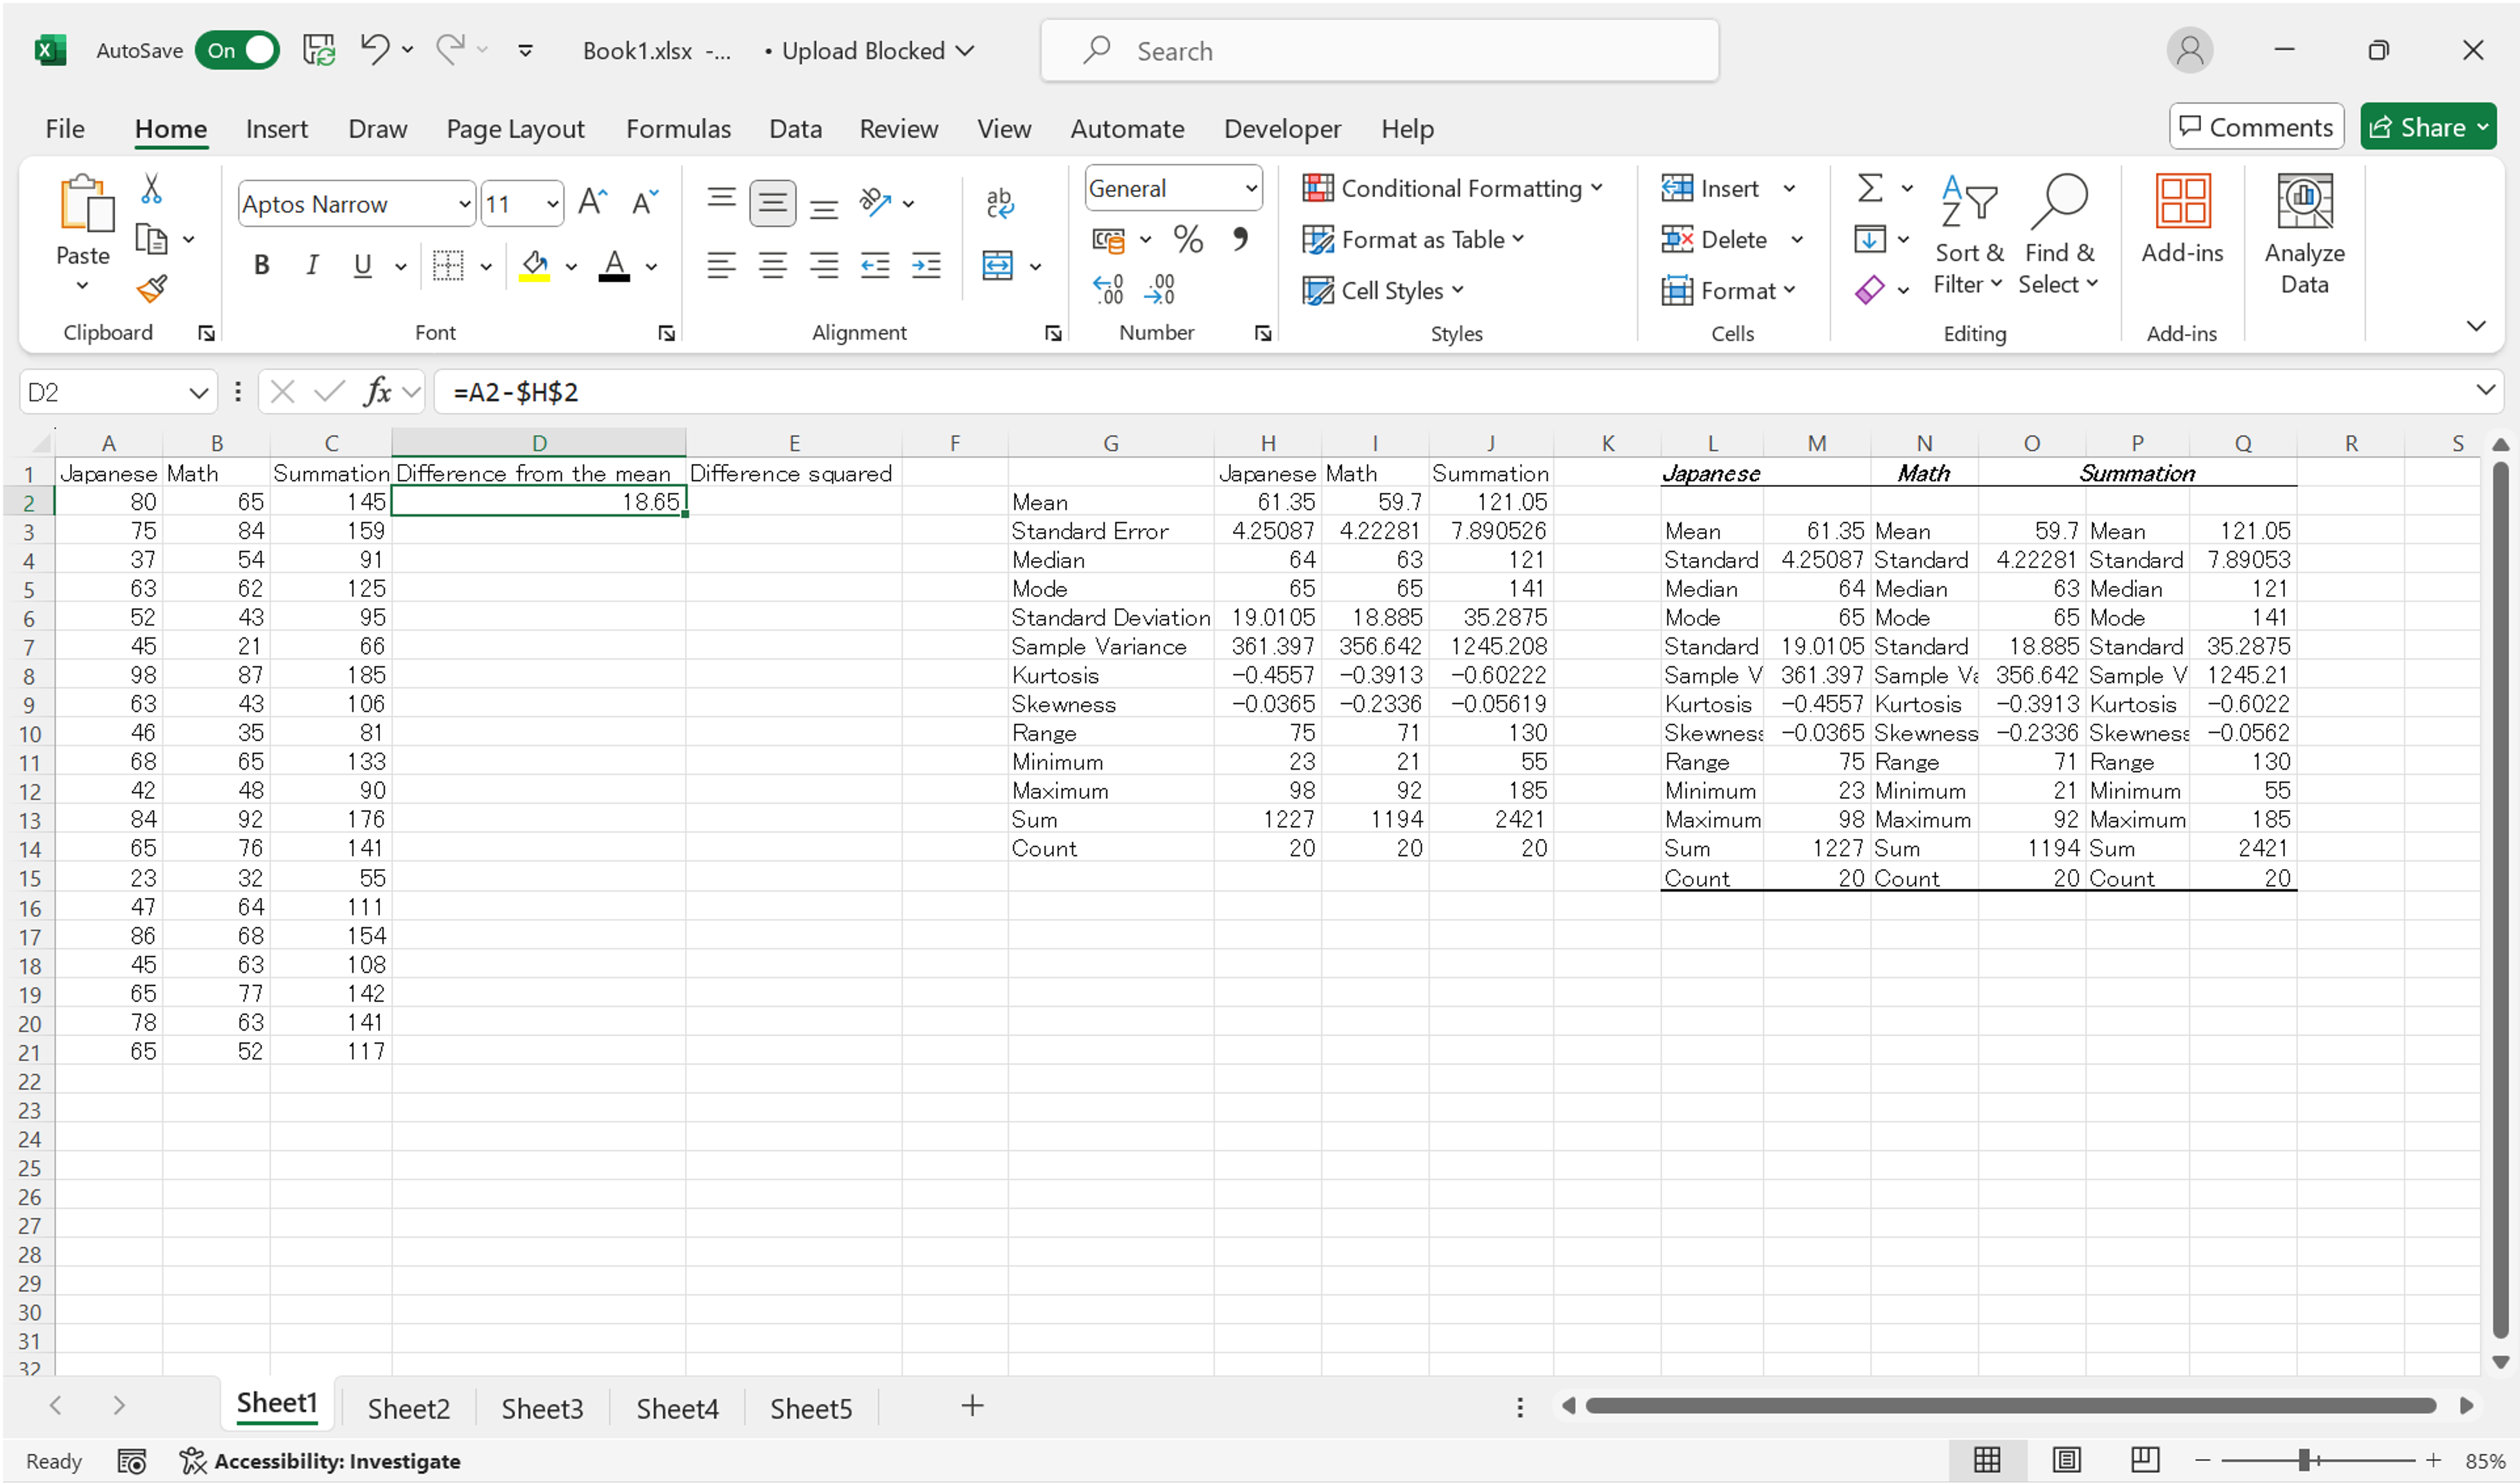 AutoSave On Book1.xlsx -... • Upload Blocked Search
File Home Insert Draw Page Layout Formulas Data Review View Automate Developer Help Comments Share
Paste
Clipboard
Aptos Narrow 11
B I U A
Font
ab
Alignment
General
% 
Number
Conditional Formatting
Format as Table
Cell Styles
Styles
Insert
Delete
Format
Cells
Sort & Filter
Find & Select
Editing
Add-ins
Add-ins
Analyze Data
D2 fx =A2-$H$2
A B C D E F G H I J K L M N O P Q R S
1 Japanese Math Summation Difference from the mean Difference squared Japanese Math Summation Japanese Math Summation
2 80 65 145 18.65 Mean 61.35 59.7 121.05
3 75 84 159 Standard Error 4.25087 4.22281 7.890526 Mean 61.35 Mean 59.7 Mean 121.05
4 37 54 91 Median 64 63 121 Standard 4.25087 Standard 4.22281 Standard 7.89053
5 63 62 125 Mode 65 65 141 Median 64 Median 63 Median 121
6 52 43 95 Standard Deviation 19.0105 18.885 35.2875 Mode 65 Mode 65 Mode 141
7 45 21 66 Sample Variance 361.397 356.642 1245.208 Standard 19.0105 Standard 18.885 Standard 35.2875
8 98 87 185 Kurtosis -0.4557 -0.3913 -0.60222 Sample V 361.397 Sample Va 356.642 Sample V 1245.21
9 63 43 106 Skewness -0.0365 -0.2336 -0.05619 Kurtosis -0.4557 Kurtosis -0.3913 Kurtosis -0.6022
10 46 35 81 Range 75 71 130 Skewness -0.0365 Skewness -0.2336 Skewness -0.0562
11 68 65 133 Minimum 23 21 55 Range 75 Range 71 Range 130
12 42 48 90 Maximum 98 92 185 Minimum 23 Minimum 21 Minimum 55
13 84 92 176 Sum 1227 1194 2421 Maximum 98 Maximum 92 Maximum 185
14 65 76 141 Count 20 20 20 Sum 1227 Sum 1194 Sum 2421
15 23 32 55 Count 20 Count 20 Count 20
16 47 64 111
17 86 68 154
18 45 63 108
19 65 77 142
20 78 63 141
21 65 52 117
22
23
24
25
26
27
28
29
30
31
32
Sheet1 Sheet2 Sheet3 Sheet4 Sheet5 +
Ready Accessibility: Investigate 85%